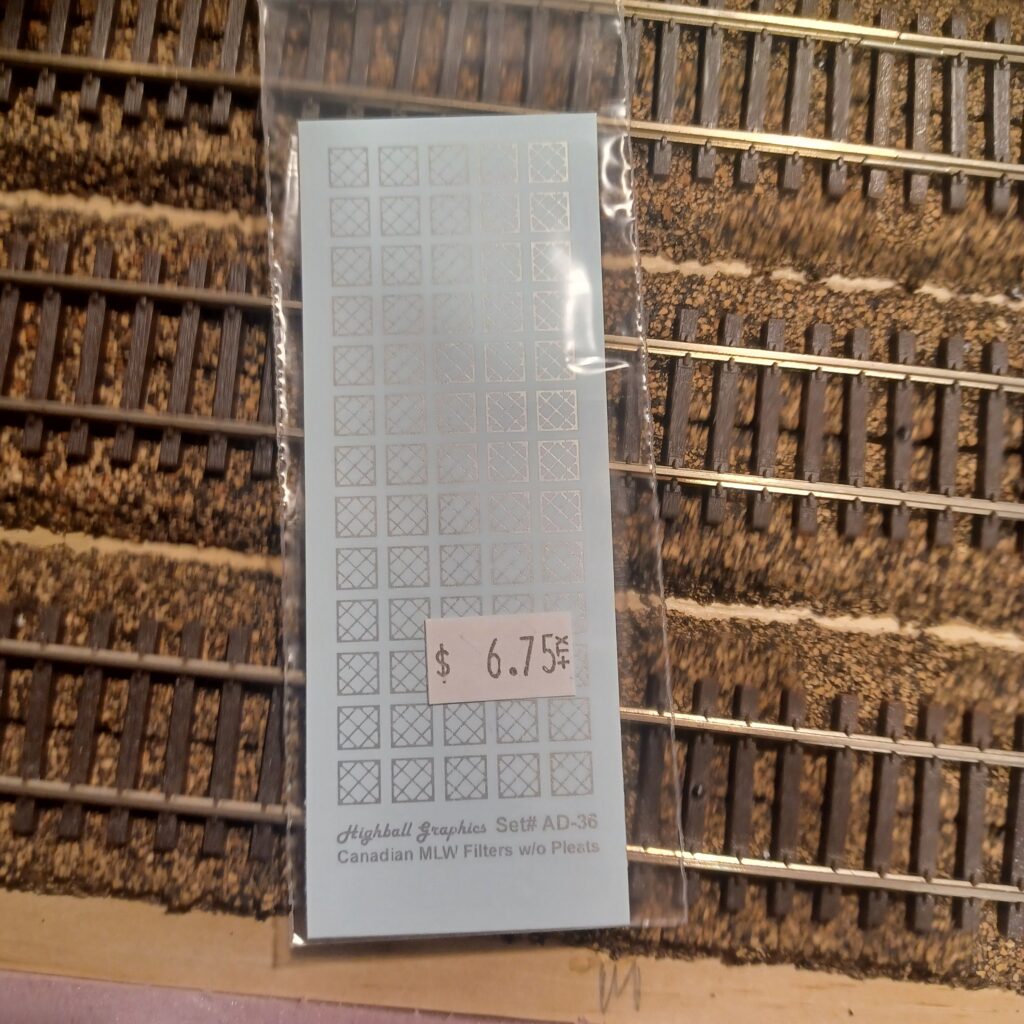 $ 6.75
Highball Graphics Set# AD-36
Canadian MLW Filters w/o Pleats